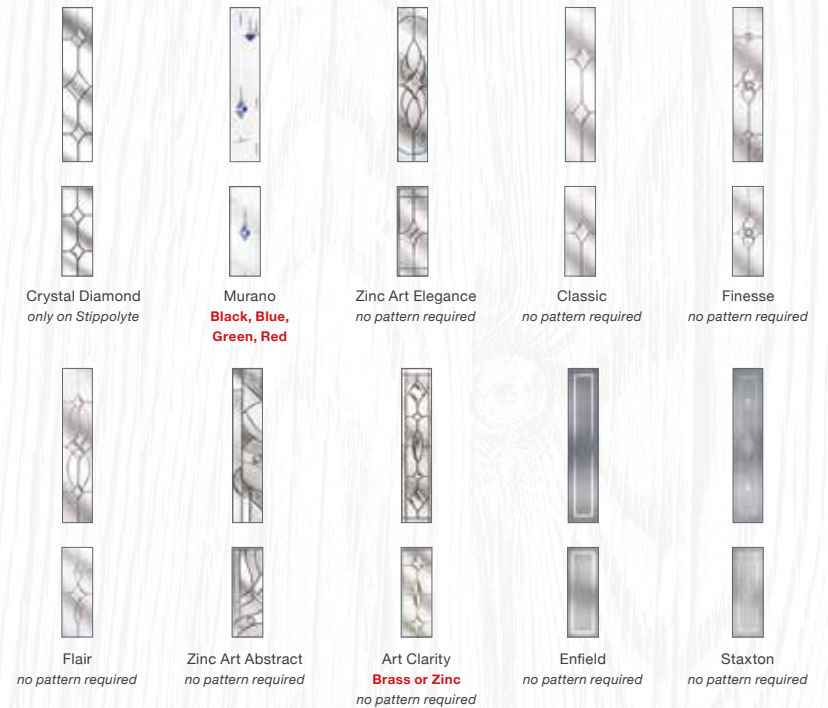 Crystal Diamond
only on Stippolyte
Murano
Black, Blue,
Green, Red
Zinc Art Elegance
no pattern required
Classic
no pattern required
Finesse
no pattern required
Flair
no pattern required
Zinc Art Abstract
no pattern required
Art Clarity
Brass or Zinc
no pattern required
Enfield
no pattern required
Staxton
no pattern required